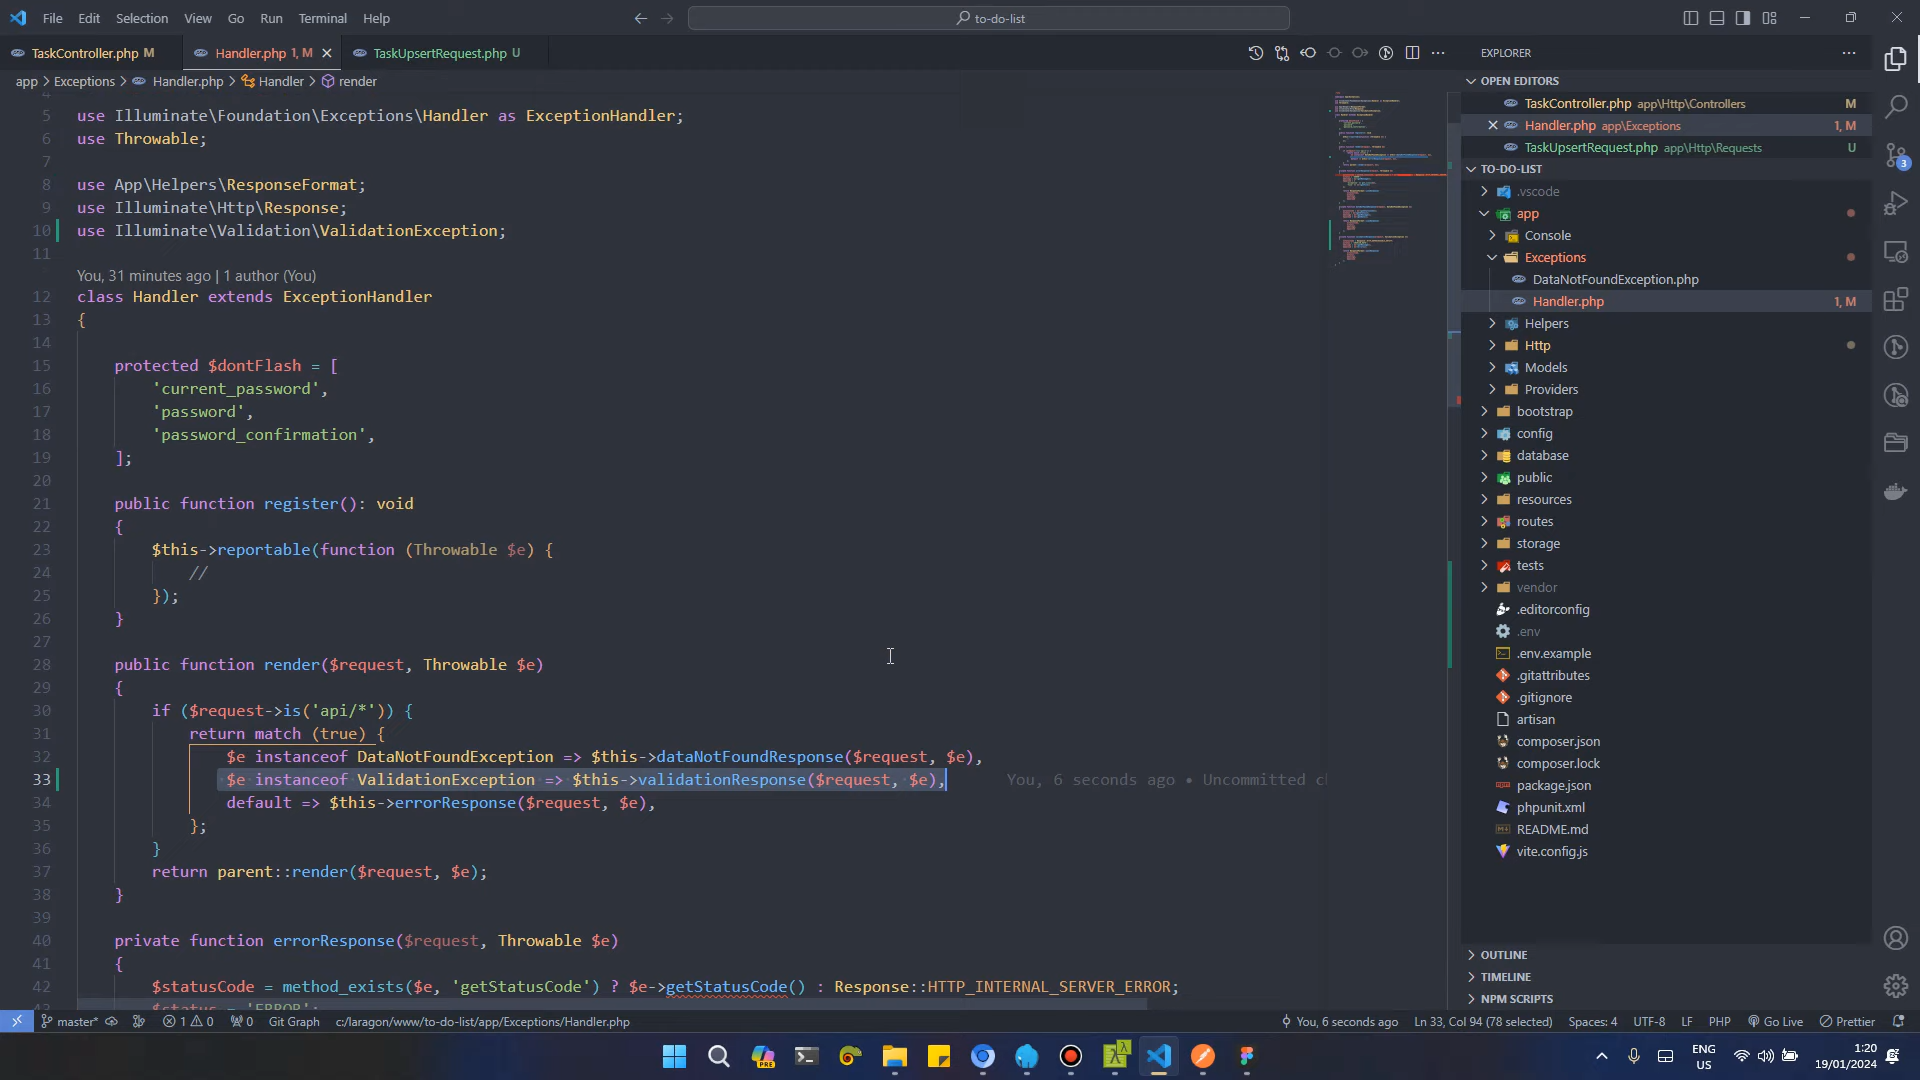 File Edit Selection View Go Run Terminal Help
to-do-list
TaskController.php M
Handler.php 1, M
TaskUpsertRequest.php U
app > Exceptions > Handler.php > Handler > render
5 use Illuminate\Foundation\Exceptions\Handler as ExceptionHandler;
6 use Throwable;
7
8 use App\Helpers\ResponseFormat;
9 use Illuminate\Http\Response;
10 use Illuminate\Validation\ValidationException;
11
You, 31 minutes ago | 1 author (You)
12 class Handler extends ExceptionHandler
13 {
14
15 protected $dontFlash = [
16 'current_password',
17 'password',
18 'password_confirmation',
19 ];
20
21 public function register(): void
22 {
23 $this->reportable(function (Throwable $e) {
24 //
25 });
26 }
27
28 public function render($request, Throwable $e)
29 {
30 if ($request->is('api/*')) {
31 return match (true) {
32 $e instanceof DataNotFoundException => $this->dataNotFoundResponse($request, $e),
33 $e instanceof ValidationException => $this->validationResponse($request, $e), You, 6 seconds ago • Uncommitted
34 default => $this->errorResponse($request, $e),
35 };
36 }
37 return parent::render($request, $e);
38 }
39
40 private function errorResponse($request, Throwable $e)
41 {
42 $statusCode = method_exists($e, 'getStatusCode') ? $e->getStatusCode() : Response::HTTP_INTERNAL_SERVER_ERROR;
43 $status = 'ERROR';
EXPLORER
OPEN EDITORS
TaskController.php app\Http\Controllers M
Handler.php app\Exceptions 1, M
TaskUpsertRequest.php app\Http\Requests U
TO-DO-LIST
.vscode
app
Console
Exceptions
DataNotFoundException.php
Handler.php 1, M
Helpers
Http
Models
Providers
bootstrap
config
database
public
resources
routes
storage
tests
vendor
.editorconfig
.env
.env.example
.gitattributes
.gitignore
artisan
composer.json
composer.lock
package.json
phpunit.xml
README.md
vite.config.js
OUTLINE
TIMELINE
NPM SCRIPTS
3
master* 1 0 0 Git Graph c:/laragon/www/to-do-list/app/Exceptions/Handler.php
You, 6 seconds ago Ln 33, Col 94 (78 selected) Spaces: 4 UTF-8 LF PHP Go Live Prettier
PRE
ENG
US
1:20
19/01/2024